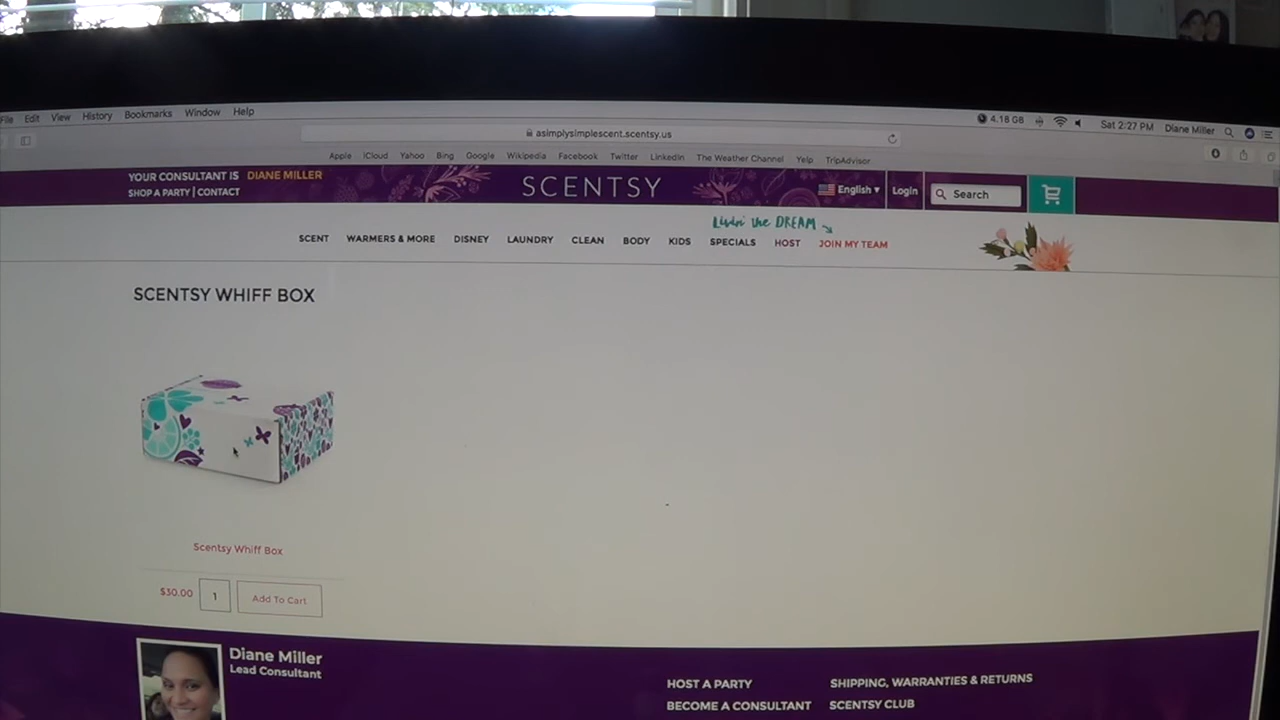 File Edit View History Bookmarks Window Help
4.18 GB Sat 2:27 PM Diane Miller
asimplysimplescent.scentsy.us
Apple iCloud Yahoo Bing Google Wikipedia Facebook Twitter LinkedIn The Weather Channel Yelp TripAdvisor
YOUR CONSULTANT IS DIANE MILLER
SHOP A PARTY | CONTACT
SCENTSY
English
Login
Search
Livin' the DREAM
SCENT WARMERS & MORE DISNEY LAUNDRY CLEAN BODY KIDS SPECIALS HOST JOIN MY TEAM
SCENTSY WHIFF BOX
Scentsy Whiff Box
$30.00 1 Add To Cart
Diane Miller
Lead Consultant
HOST A PARTY
BECOME A CONSULTANT
SHIPPING, WARRANTIES & RETURNS
SCENTSY CLUB